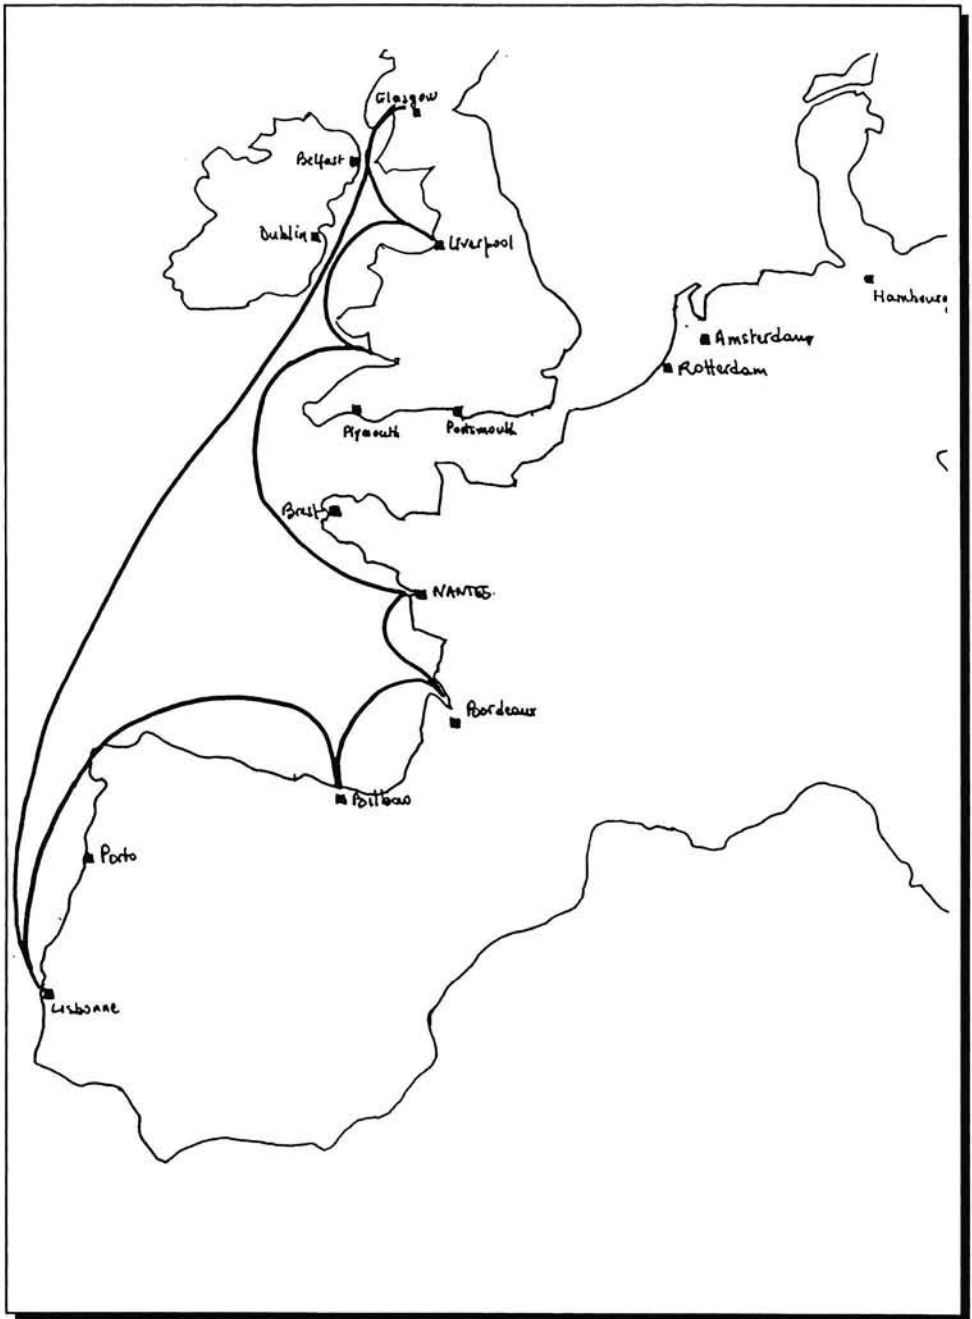 Glasgow
Belfast
Dublin
Liverpool
Hambourg
Amsterdam
Rotterdam
Plymouth
Portsmouth
Brest
NANTES.
Bordeaux
Bilbao
Porto
Lisbonne